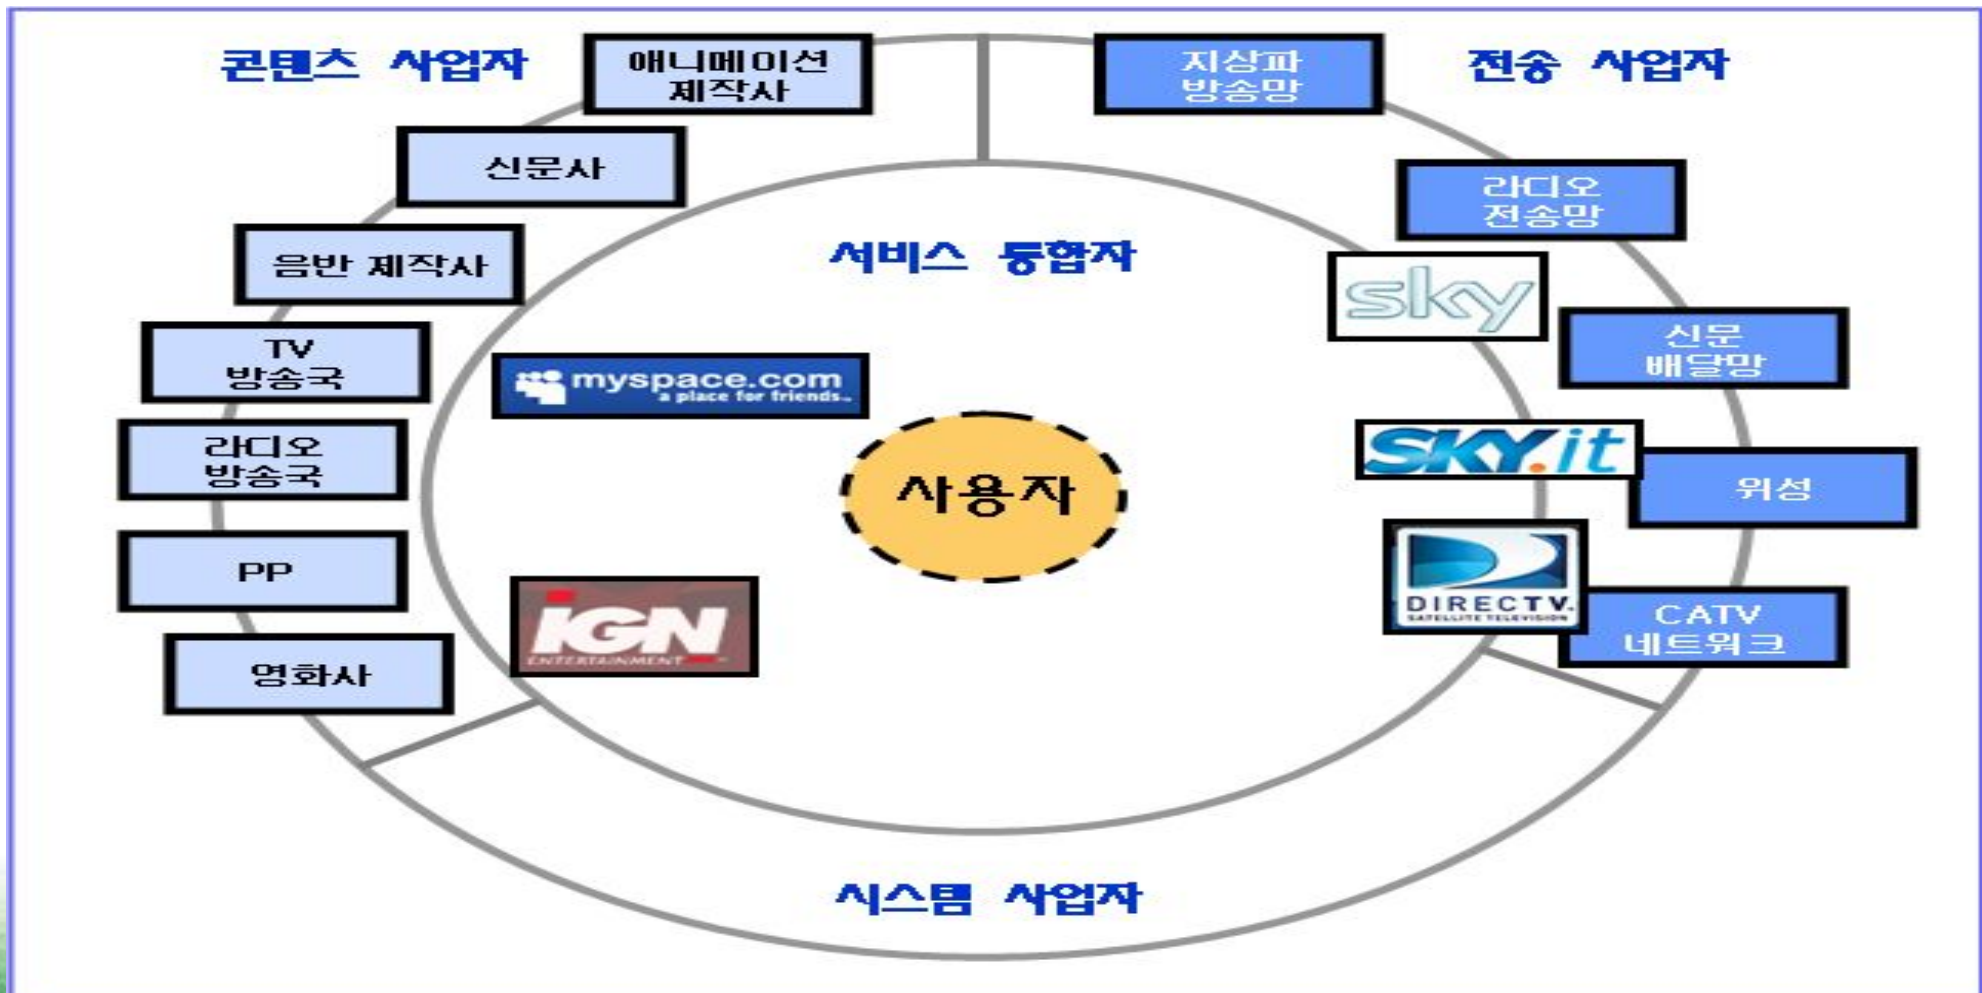 콘텐츠 사업자
애니메이션
제작사
신문사
음반 제작사
TV
방송국
라디오
방송국
PP
영화사
지상파
방송망
전송 사업자
라디오
전송망
신문
배달망
위성
CATV
네트워크
서비스 통합자
sky
myspace.com
a place for friends
SKY.it
사용자
DIRECTV.
SATELLITE TELEVISION
IGN
ENTERTAINMENT
시스템 사업자